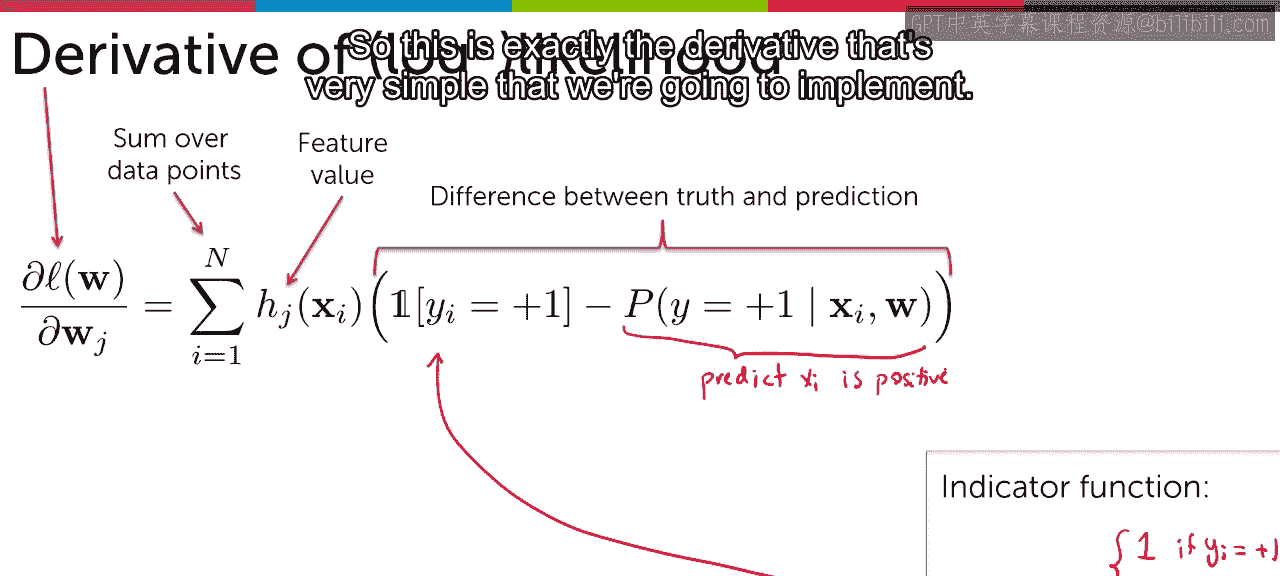 GPT中英字幕课程资源@bilibili.com
Derivative of (log-)likelihood
So this is exactly the derivative that's
very simple that we're going to implement.
Sum over
data points
Feature
value
Difference between truth and prediction
∂ℓ(w)/∂w_j = ∑_{i=1}^{N} h_j(x_i)(𝟙[y_i = +1] − P(y = +1 | x_i, w))
predict x_i is positive
Indicator function:
{ 1 if y_i = +1